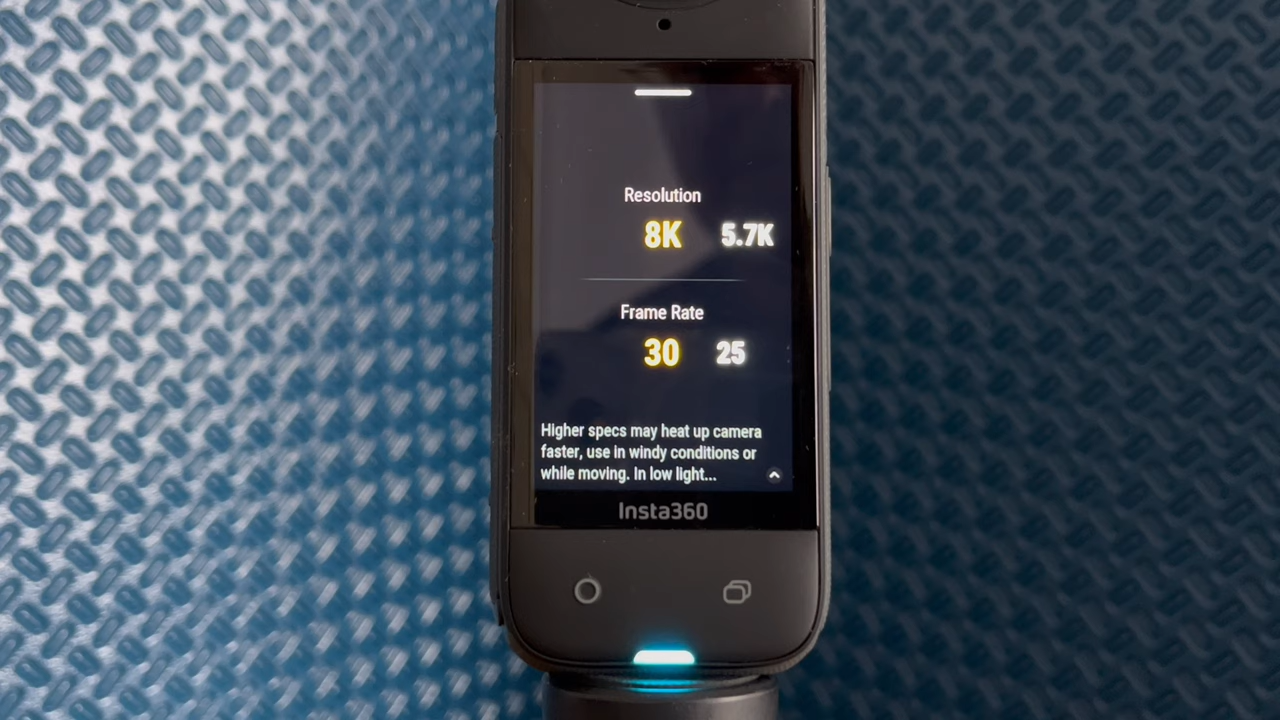 Resolution
8K 5.7K
Frame Rate
30 25
Higher specs may heat up camera
faster, use in windy conditions or
while moving. In low light...
Insta360